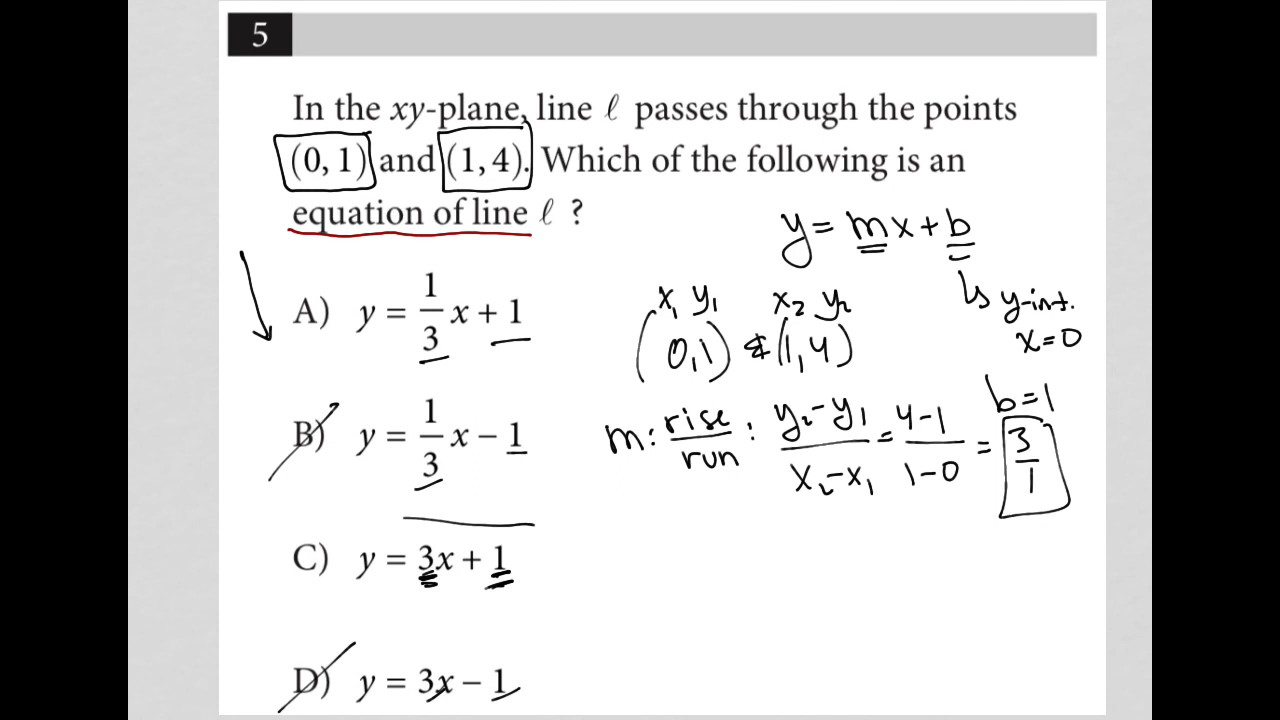 5
In the xy-plane, line ℓ passes through the points
(0, 1) and (1, 4). Which of the following is an
equation of line ℓ ?
A) y = 1/3 x + 1
B) y = 1/3 x − 1
C) y = 3x + 1
D) y = 3x − 1
y = mx + b
↳ y-int.
x = 0
b = 1
x₁ y₁ x₂ y₂
(0,1) & (1,4)
m: rise/run : y₂-y₁/x₂-x₁ = 4-1/1-0 = 3/1